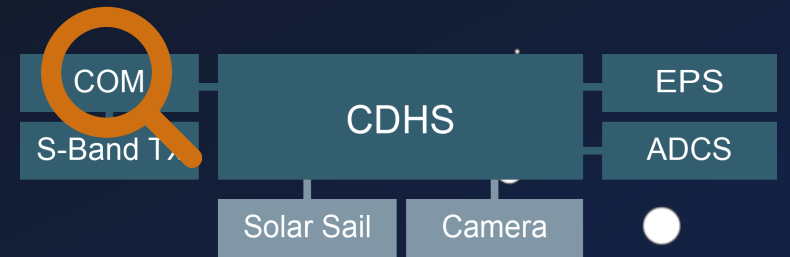 COM
EPS
CDHS
S-Band Tx
ADCS
Solar Sail
Camera